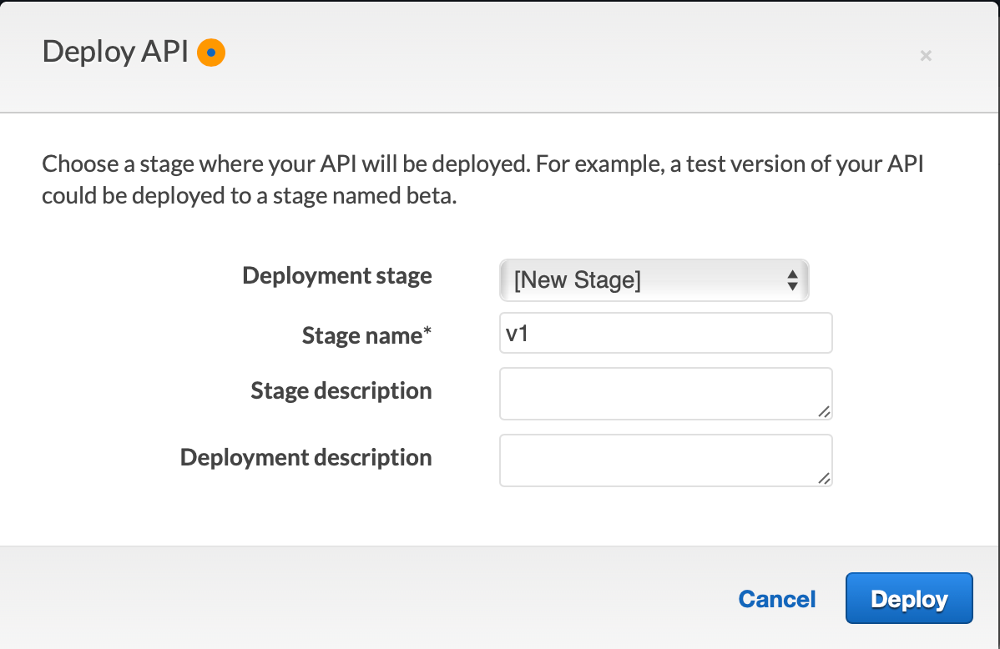 Deploy API
×
Choose a stage where your API will be deployed. For example, a test version of your API
could be deployed to a stage named beta.
Deployment stage [New Stage]
Stage name* v1
Stage description
Deployment description
Cancel Deploy